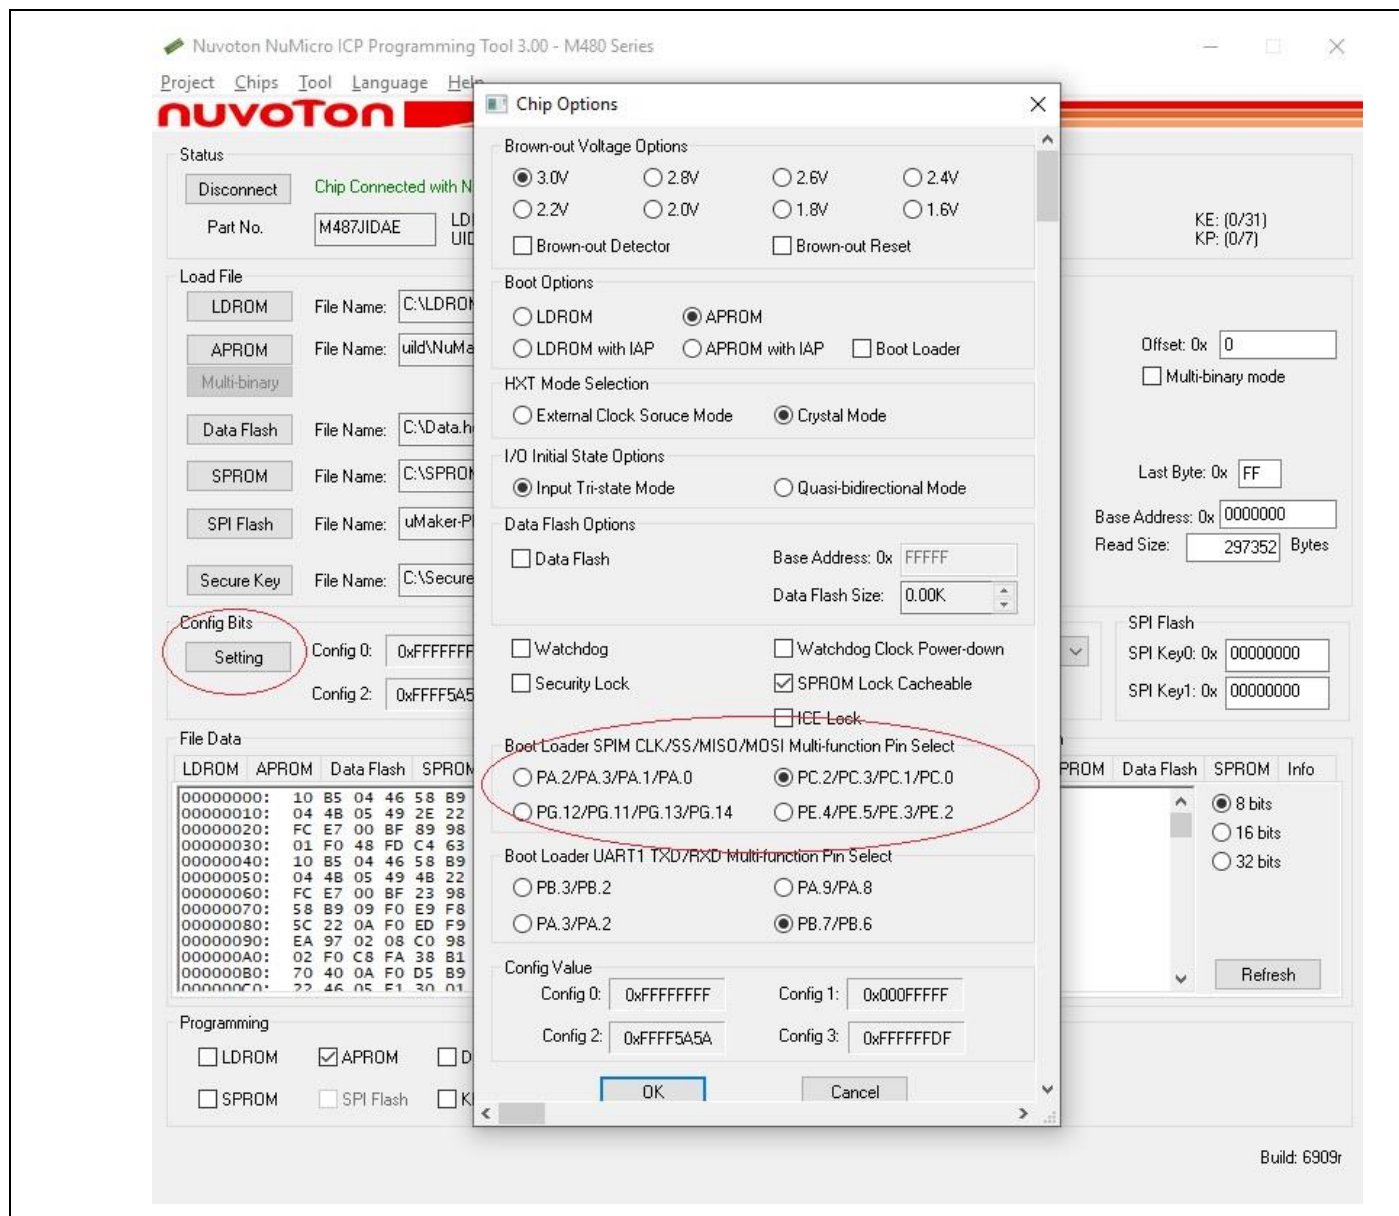 Nuvoton NuMicro ICP Programming Tool 3.00 - M480 Series
Project Chips Tool Language Help
nuvoTon
Status
Disconnect Chip Connected with N
Part No. M487JIDAE
KE: (0/31)
KP: (0/7)
Load File
LDROM File Name: C:\LDROM
APROM File Name: uild\NuMa
Offset: 0x 0
Multi-binary
Multi-binary mode
Data Flash File Name: C:\Data.h
SPROM File Name: C:\SPROM
Last Byte: 0x FF
SPI Flash File Name: uMaker-P
Base Address: 0x 0000000
Read Size: 297352 Bytes
Secure Key File Name: C:\Secure
Config Bits
Setting Config 0: 0xFFFFFFF
Config 2: 0xFFFF5A5
SPI Flash
SPI Key0: 0x 00000000
SPI Key1: 0x 00000000
File Data
LDROM APROM Data Flash SPROM
00000000: 10 B5 04 46 58 B9
00000010: 04 4B 05 49 2E 22
00000020: FC E7 00 BF 89 98
00000030: 01 F0 48 FD C4 63
00000040: 10 B5 04 46 58 B9
00000050: 04 4B 05 49 4B 22
00000060: FC E7 00 BF 23 98
00000070: 58 B9 09 F0 E9 F8
00000080: 5C 22 0A F0 ED F9
00000090: EA 97 02 08 C0 98
000000A0: 02 F0 C8 FA 38 B1
000000B0: 70 40 0A F0 D5 B9
000000C0: 22 46 05 F1 30 01
PROM Data Flash SPROM Info
8 bits
16 bits
32 bits
Refresh
Programming
LDROM APROM D
SPROM SPI Flash K
Build: 6909r
Chip Options
Brown-out Voltage Options
3.0V 2.8V 2.6V 2.4V
2.2V 2.0V 1.8V 1.6V
Brown-out Detector Brown-out Reset
Boot Options
LDROM APROM
LDROM with IAP APROM with IAP Boot Loader
HXT Mode Selection
External Clock Soruce Mode Crystal Mode
I/O Initial State Options
Input Tri-state Mode Quasi-bidirectional Mode
Data Flash Options
Data Flash Base Address: 0x FFFFF
Data Flash Size: 0.00K
Watchdog Watchdog Clock Power-down
Security Lock SPROM Lock Cacheable
ICE Lock
Boot Loader SPIM CLK/SS/MISO/MOSI Multi-function Pin Select
PA.2/PA.3/PA.1/PA.0 PC.2/PC.3/PC.1/PC.0
PG.12/PG.11/PG.13/PG.14 PE.4/PE.5/PE.3/PE.2
Boot Loader UART1 TXD/RXD Multi-function Pin Select
PB.3/PB.2 PA.9/PA.8
PA.3/PA.2 PB.7/PB.6
Config Value
Config 0: 0xFFFFFFFF Config 1: 0x000FFFFF
Config 2: 0xFFFF5A5A Config 3: 0xFFFFFFDF
OK Cancel